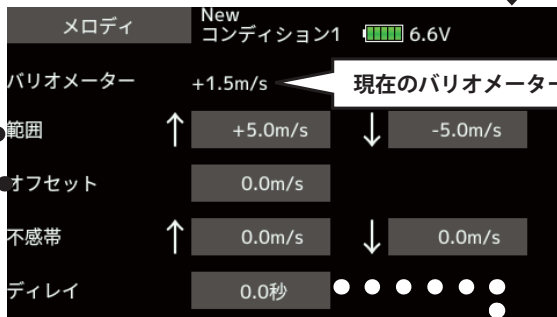 メロディ
New
コンディション1 6.6V
バリオメーター +1.5m/s
現在のバリオメーター
範囲 ↑ +5.0m/s ↓ -5.0m/s
オフセット 0.0m/s
不感帯 ↑ 0.0m/s ↓ 0.0m/s
ディレイ 0.0秒